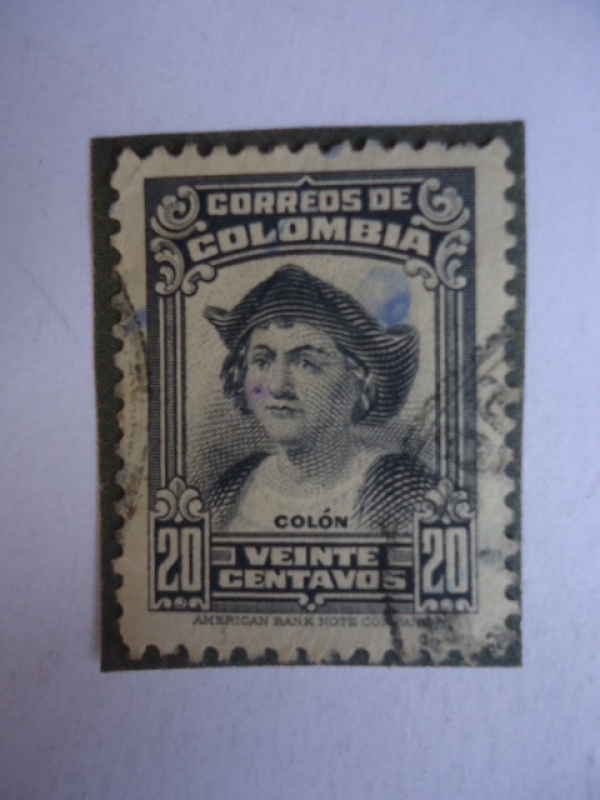 CORREOS DE
COLOMBIA
COLÓN
20 VEINTE 20
CENTAVOS
AMERICAN BANK NOTE COMPANY